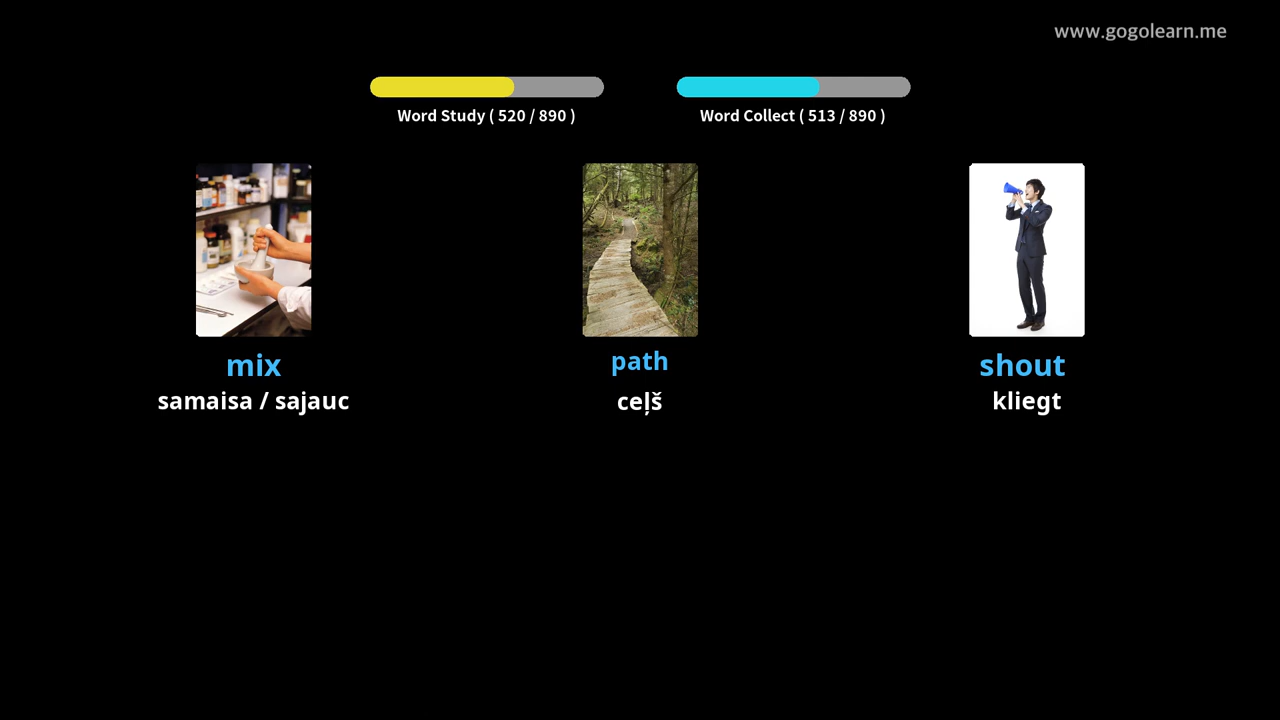 www.gogolearn.me
Word Study ( 520 / 890 )
Word Collect ( 513 / 890 )
mix
path
shout
samaisa / sajauc
ceļš
kliegt